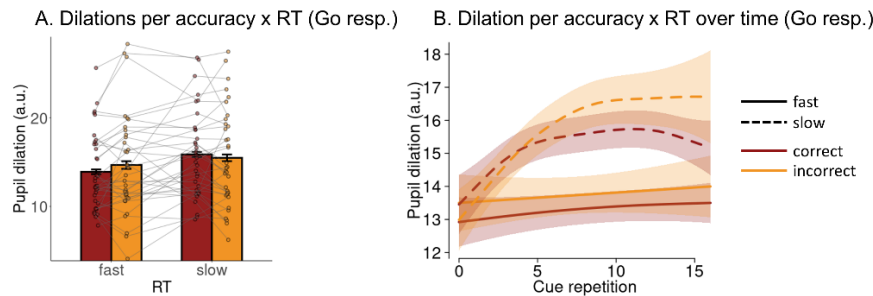 A. Dilations per accuracy x RT (Go resp.)
Pupil dilation (a.u.)
20
10
fast
slow
RT
B. Dilation per accuracy x RT over time (Go resp.)
Pupil dilation (a.u.)
18
17
16
15
14
13
12
0
5
10
15
Cue repetition
fast
slow
correct
incorrect